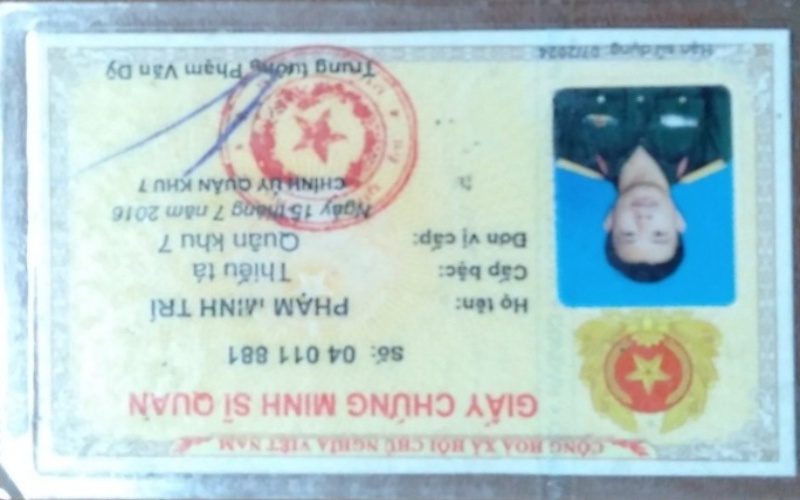 CỘNG HOÀ XÃ HỘI CHỦ NGHĨA VIỆT NAM
GIẤY CHỨNG MINH SĨ QUAN
Số: 04 011 881
Họ tên: PHẠM MINH TRÍ
Cấp bậc: Thiếu tá
Đơn vị cấp: Quân khu 7
Ngày 15 tháng 7 năm 2016
CHÍNH ỦY QUÂN KHU 7
Trung tướng Phạm Văn Dỹ
Hạn sử dụng 07/2024